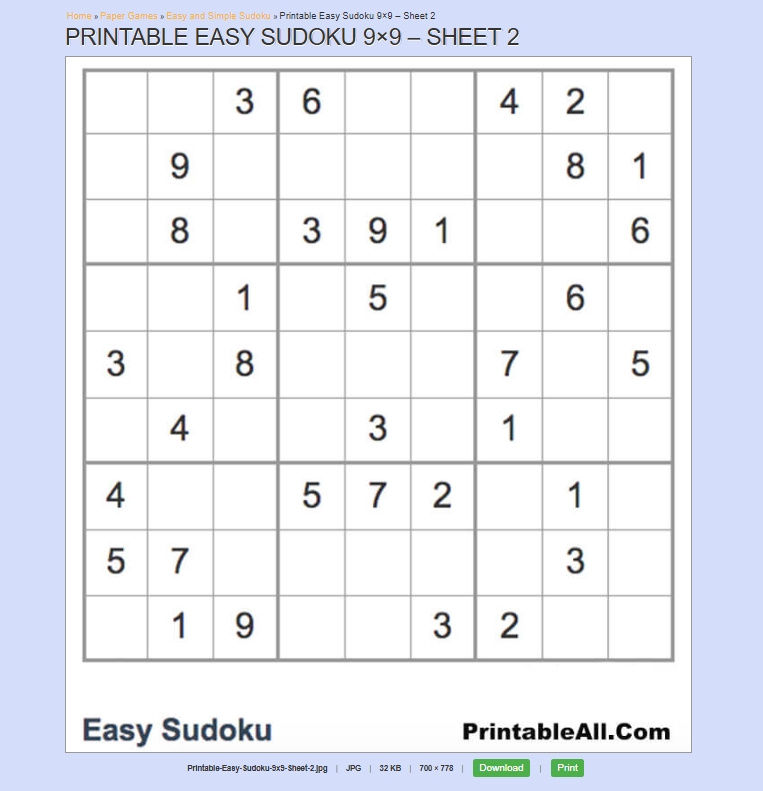 Home » Paper Games » Easy and Simple Sudoku » Printable Easy Sudoku 9×9 – Sheet 2
PRINTABLE EASY SUDOKU 9×9 – SHEET 2
3 6 4 2
9 8 1
8 3 9 1 6
1 5 6
3 8 7 5
4 3 1
4 5 7 2 1
5 7 3
1 9 3 2
Easy Sudoku PrintableAll.Com
Printable-Easy-Sudoku-9x9-Sheet-2.jpg | JPG | 32 KB | 700 × 778 | Download | Print